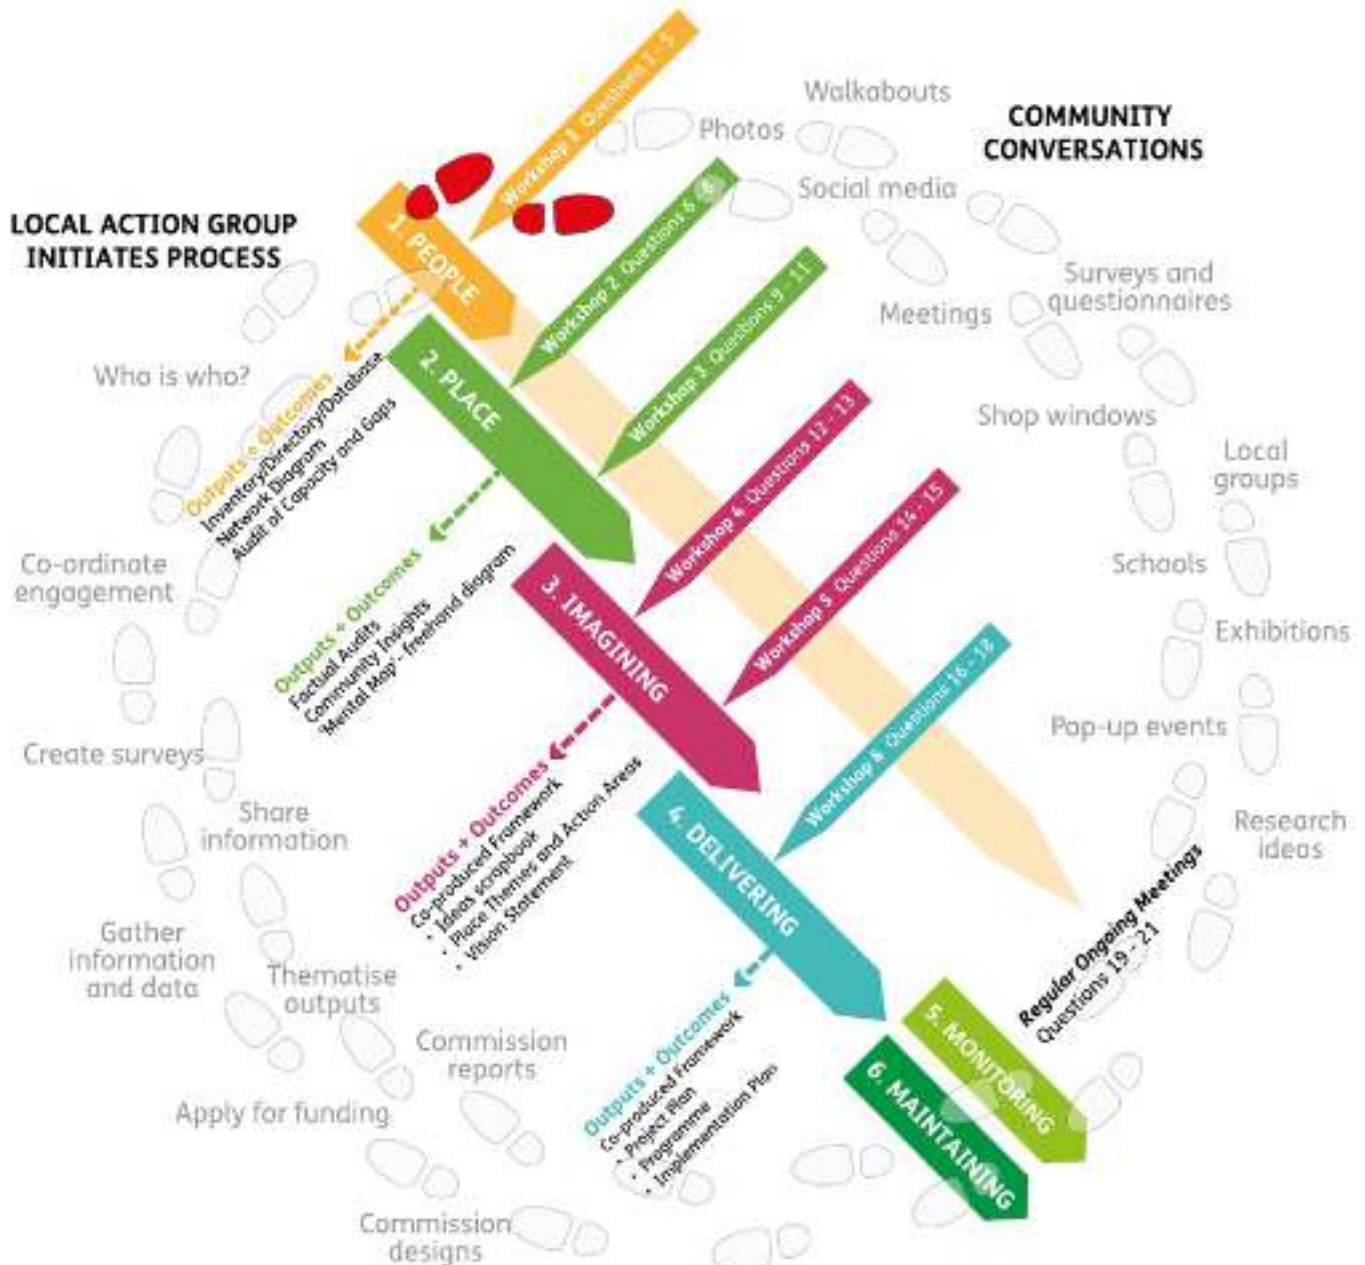 LOCAL ACTION GROUP
INITIATES PROCESS
COMMUNITY
CONVERSATIONS
Walkabouts
Photos
Social media
Surveys and
questionnaires
Meetings
Shop windows
Local
groups
Schools
Exhibitions
Pop-up events
Research
ideas
Who is who?
Co-ordinate
engagement
Create surveys
Share
information
Gather
information
and data
Thematise
outputs
Commission
reports
Apply for funding
Commission
designs
1. PEOPLE
Workshop 1 Questions 1 - 5
Outputs + Outcomes
Inventory/Directory/Database
Network Diagram
Audit of Capacity and Gaps
2. PLACE
Workshop 2 Questions 6 - 8
Workshop 3 Questions 9 - 11
Outputs + Outcomes
Factual Audits
Community Insights
'Mental Map'- freehand diagram
3. IMAGINING
Workshop 4 Questions 12 - 13
Workshop 5 Questions 14 - 15
Outputs + Outcomes
Co-produced Framework
• Ideas scrapbook
• Place Themes and Action Areas
• Vision Statement
4. DELIVERING
Workshop 6 Questions 16 - 18
Outputs + Outcomes
Co-produced Framework
• Project Plan
• Programme
• Implementation Plan
5. MONITORING
6. MAINTAINING
Regular Ongoing Meetings
Questions 19 - 21